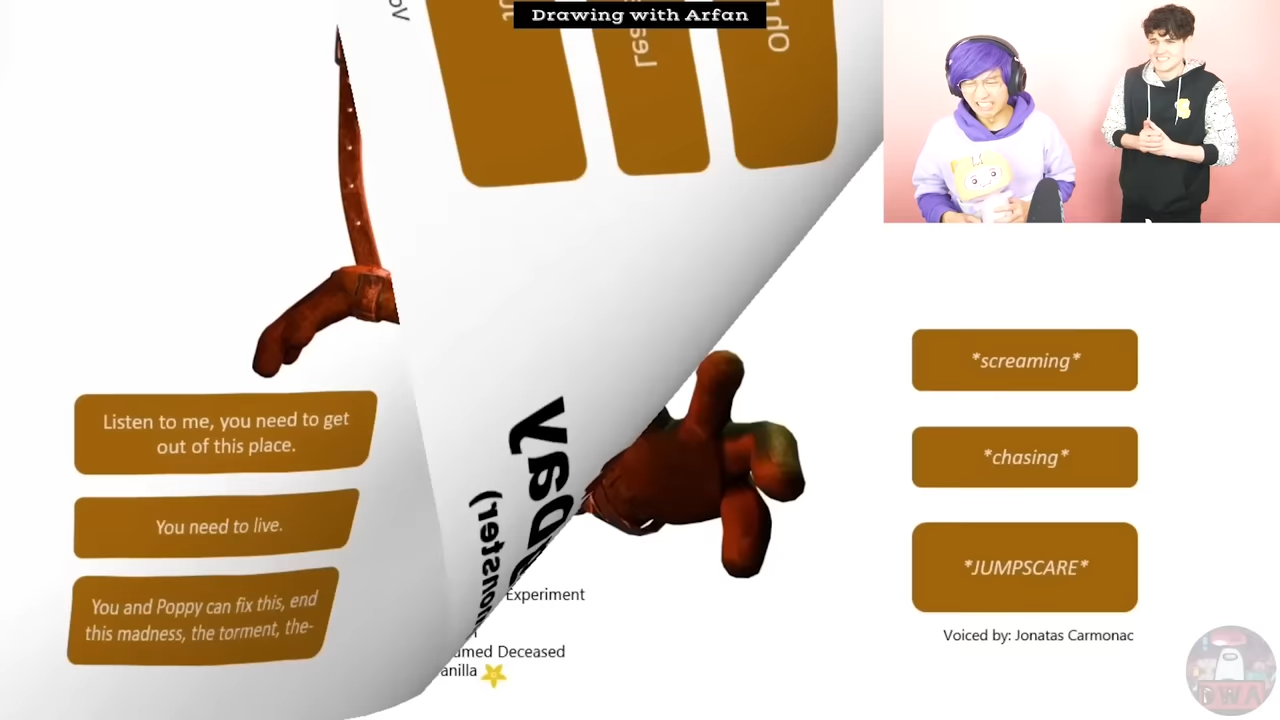 Drawing with Arfan
Listen to me, you need to get
out of this place.
You need to live.
You and Poppy can fix this, end
this madness, the torment, the-
Experiment
Deceased
*screaming*
*chasing*
*JUMPSCARE*
Voiced by: Jonatas Carmonac
DWA